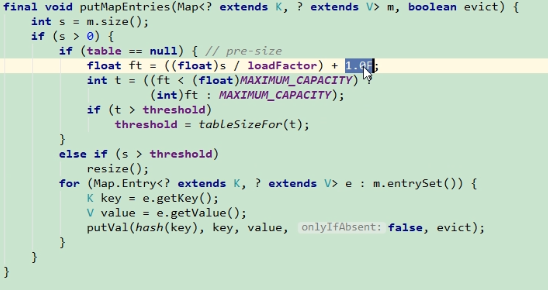 final void putMapEntries(Map<? extends K, ? extends V> m, boolean evict) {
int s = m.size();
if (s > 0) {
if (table == null) { // pre-size
float ft = ((float)s / loadFactor) + 1.0F;
int t = ((ft < (float)MAXIMUM_CAPACITY) ?
(int)ft : MAXIMUM_CAPACITY);
if (t > threshold)
threshold = tableSizeFor(t);
}
else if (s > threshold)
resize();
for (Map.Entry<? extends K, ? extends V> e : m.entrySet()) {
K key = e.getKey();
V value = e.getValue();
putVal(hash(key), key, value, onlyIfAbsent: false, evict);
}
}
}